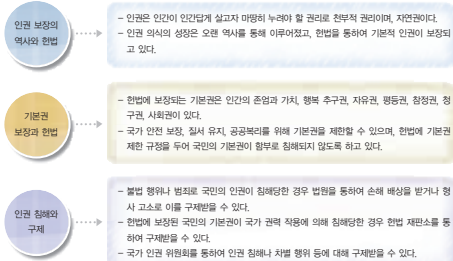 인권 보장의
역사와 헌법
– 인권은 인간이 인간답게 살고자 마땅히 누려야 할 권리로 천부적 권리이며, 자연권이다.
– 인권 의식의 성장은 오랜 역사를 통해 이루어졌고, 헌법을 통하여 기본적 인권이 보장되
고 있다.
기본권
보장과 헌법
– 헌법에 보장되는 기본권은 인간의 존엄과 가치, 행복 추구권, 자유권, 평등권, 참정권, 청
구권, 사회권이 있다.
– 국가 안전 보장, 질서 유지, 공공복리를 위해 기본권을 제한할 수 있으며, 헌법에 기본권
제한 규정을 두어 국민의 기본권이 함부로 침해되지 않도록 하고 있다.
인권 침해와
구제
– 불법 행위나 범죄로 국민의 인권이 침해당한 경우 법원을 통하여 손해 배상을 받거나 형
사 고소로 이를 구제받을 수 있다.
– 헌법에 보장된 국민의 기본권이 국가 권력 작용에 의해 침해당한 경우 헌법 재판소를 통
하여 구제받을 수 있다.
– 국가 인권 위원회를 통하여 인권 침해나 차별 행위 등에 대해 구제받을 수 있다.